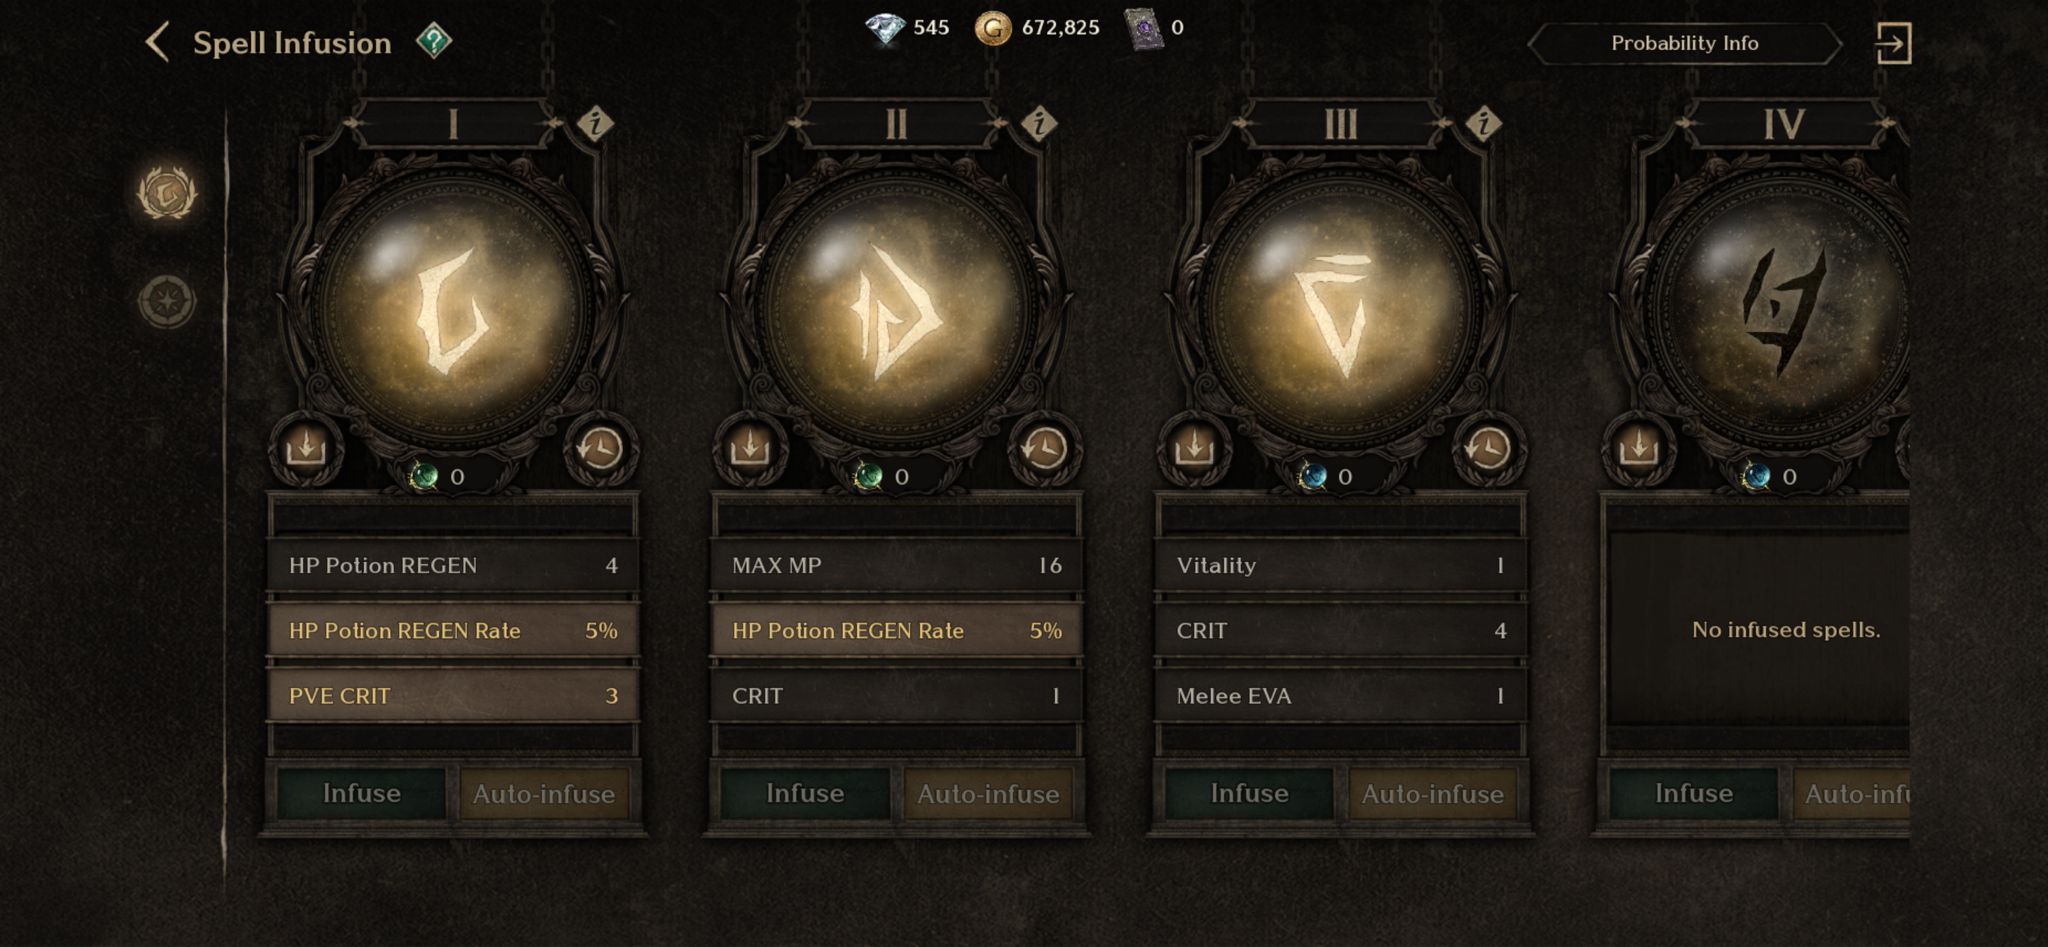 Spell Infusion
?
545
G 672,825
0
Probability Info
I
i
II
i
III
i
IV
0
0
0
0
HP Potion REGEN 4
HP Potion REGEN Rate 5%
PVE CRIT 3
Infuse
Auto-infuse
MAX MP 16
HP Potion REGEN Rate 5%
CRIT 1
Infuse
Auto-infuse
Vitality 1
CRIT 4
Melee EVA 1
Infuse
Auto-infuse
No infused spells.
Infuse
Auto-infu